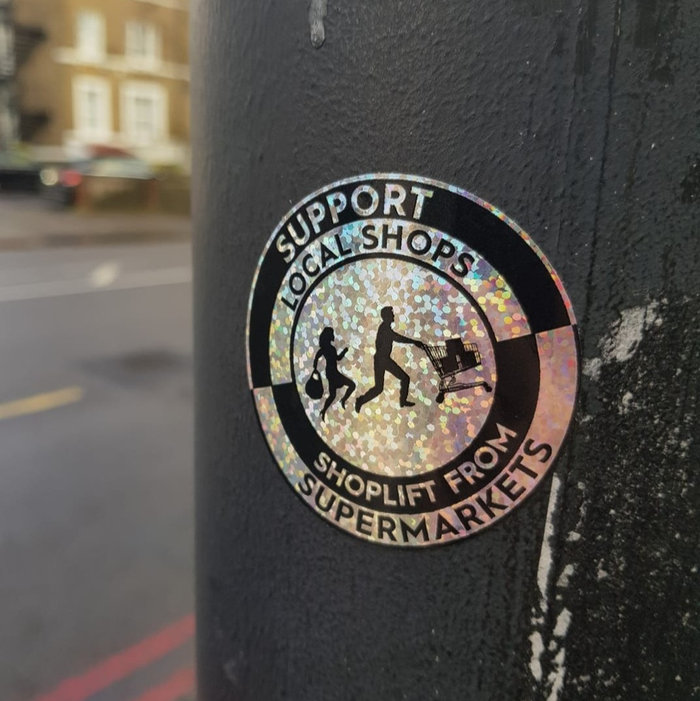 SUPPORT
LOCAL SHOPS
SHOPLIFT FROM
SUPERMARKETS